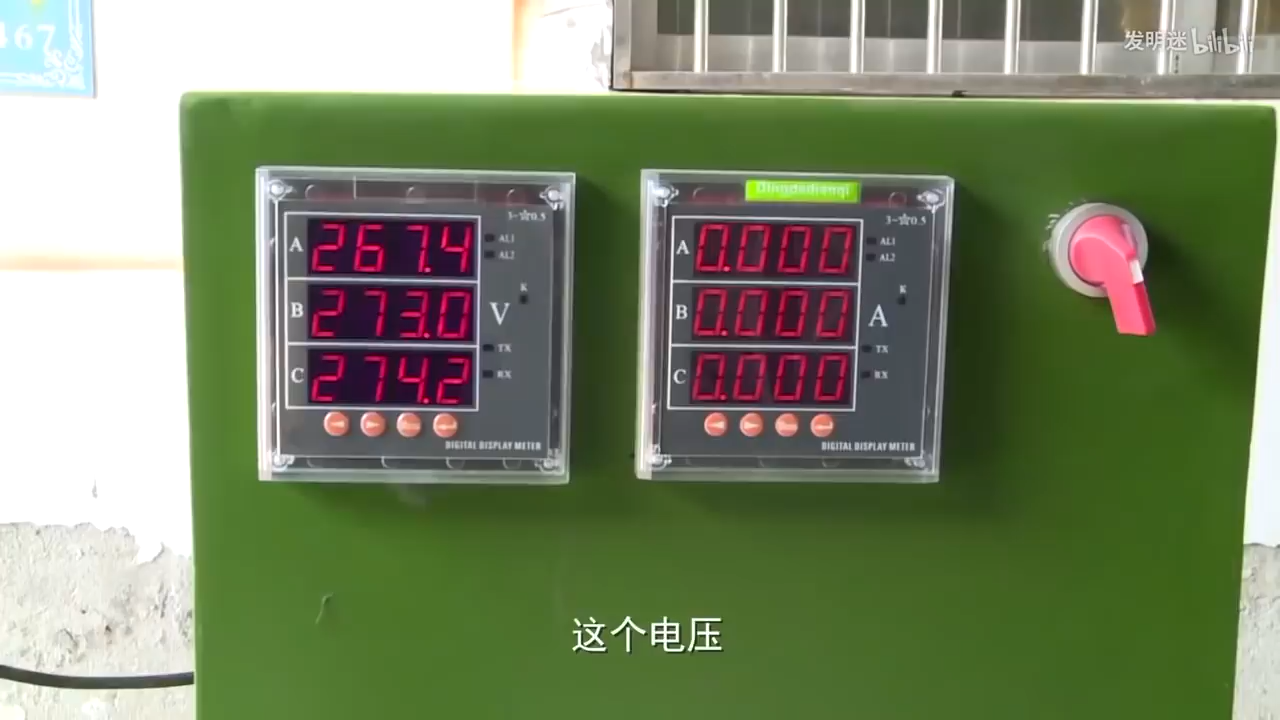 467
发明迷 bilibili
3~☆0.5
A 267.4
AL1
AL2
K
B 273.0
V
C 274.2
TX
RX
DIGITAL DISPLAY METER
Qingdadianqi
3~☆0.5
A 0.000
AL1
AL2
K
B 0.000
A
C 0.000
TX
RX
DIGITAL DISPLAY METER
这个电压